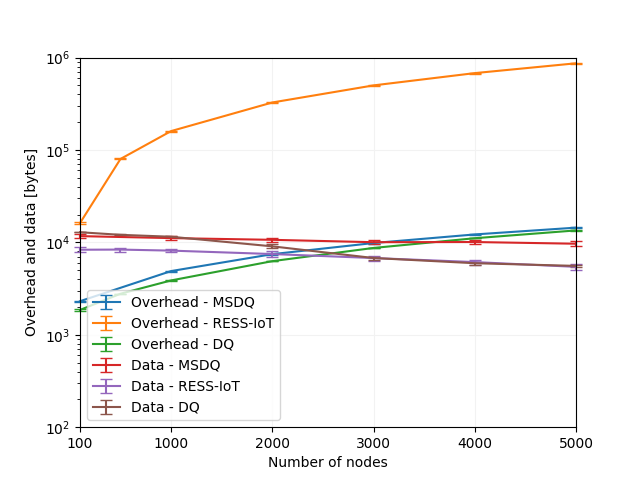 Overhead and data [bytes]
10^6
10^5
10^4
10^3
10^2
Overhead - MSDQ
Overhead - RESS-IoT
Overhead - DQ
Data - MSDQ
Data - RESS-IoT
Data - DQ
100 1000 2000 3000 4000 5000
Number of nodes